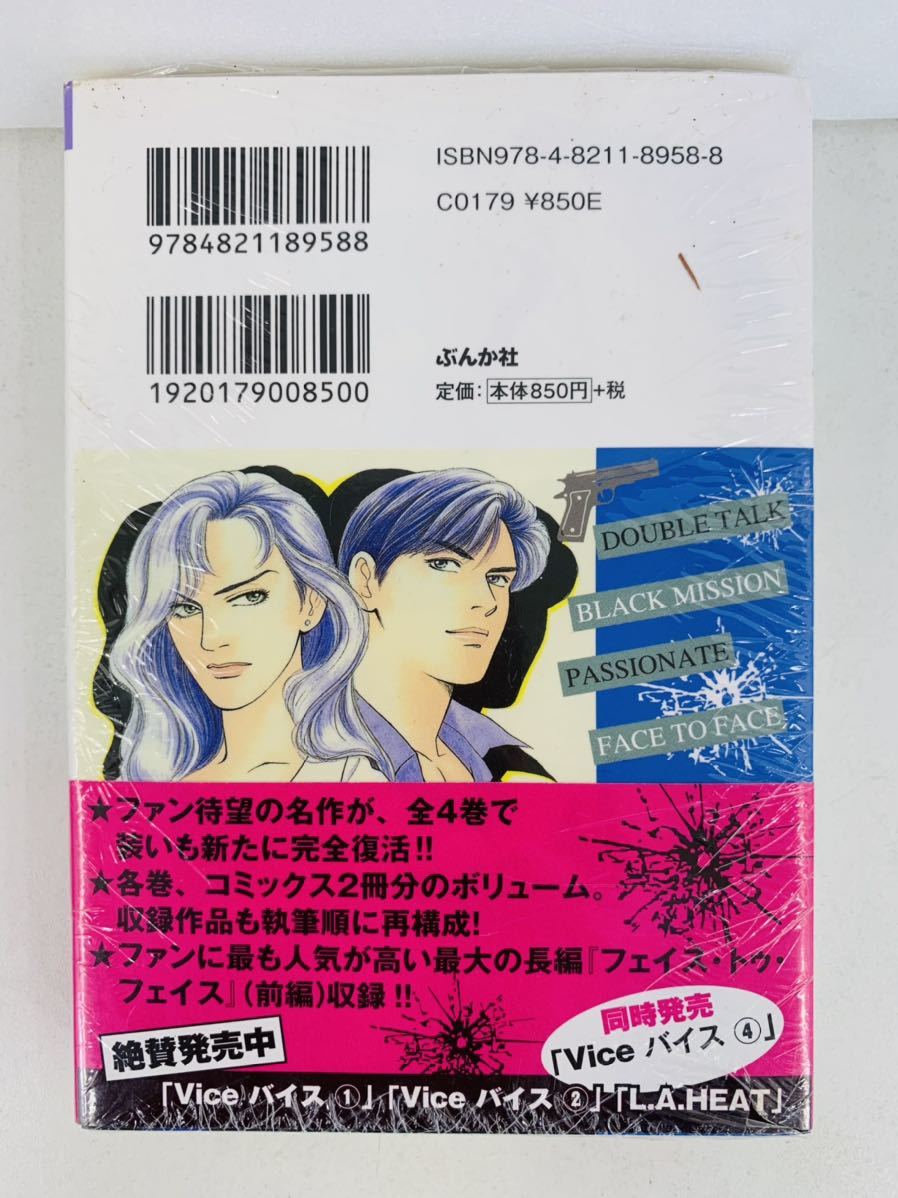 ISBN978-4-8211-8958-8
C0179 ¥850E
9784821189588
1920179008500
ぶんか社
定価:本体850円+税
DOUBLE TALK
BLACK MISSION
PASSIONATE
FACE TO FACE
★ファン待望の名作が、全4巻で
装いも新たに完全復活!!
★各巻、コミックス2冊分のボリューム。
収録作品も執筆順に再構成!
★ファンに最も人気が高い最大の長編『フェイス・トゥ・
フェイス』(前編)収録!!
同時発売
「Vice バイス ④」
絶賛発売中
「Vice バイス ①」「Vice バイス ②」「L.A.HEAT」